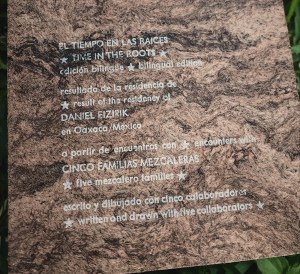 EL TIEMPO EN LAS RAICES
★ TIME IN THE ROOTS ★
edición bilingüe ★ bilingual edition
resultado de la residencia de
★ result of the residency of
DANIEL EIZIRIK
en Oaxaca/México
a partir de encuentros con ★ encounters with
CINCO FAMILIAS MEZCALERAS
★ five mezcalero families ★
escrito y dibujado con cinco colaboradores
★ written and drawn with five collaborators ★